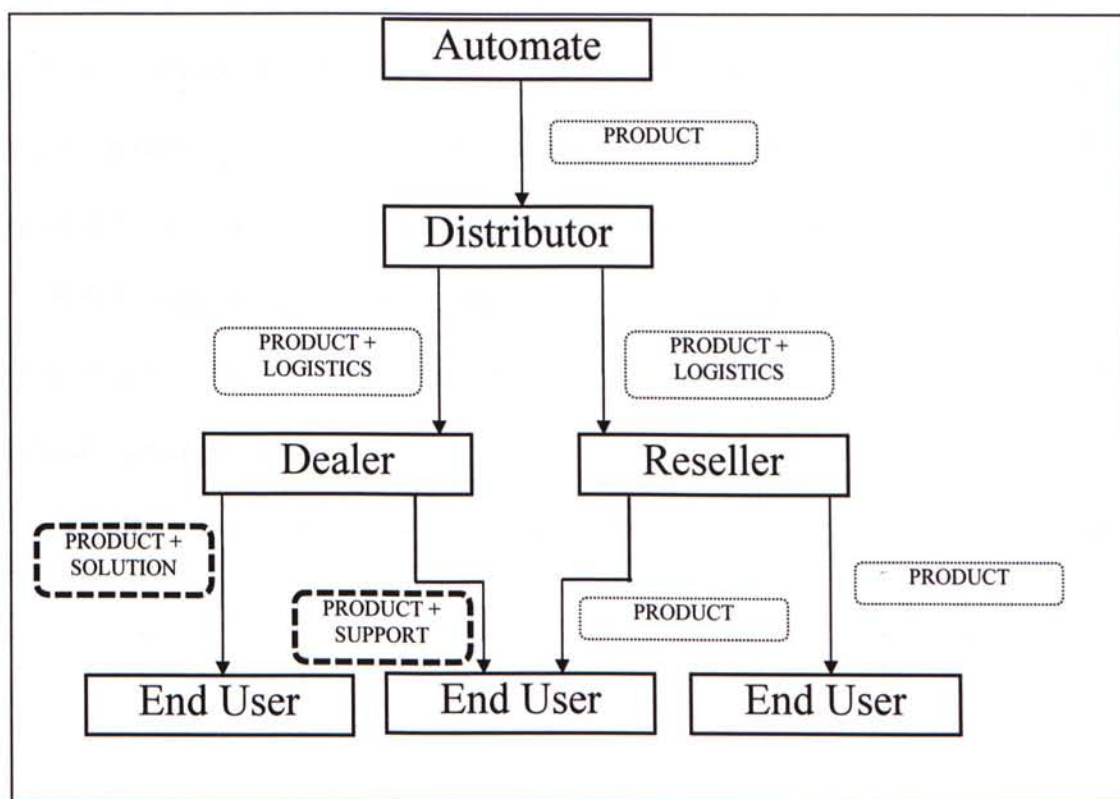 Automate
PRODUCT
Distributor
PRODUCT +
LOGISTICS
PRODUCT +
LOGISTICS
Dealer
Reseller
PRODUCT +
SOLUTION
PRODUCT +
SUPPORT
PRODUCT
PRODUCT
End User
End User
End User